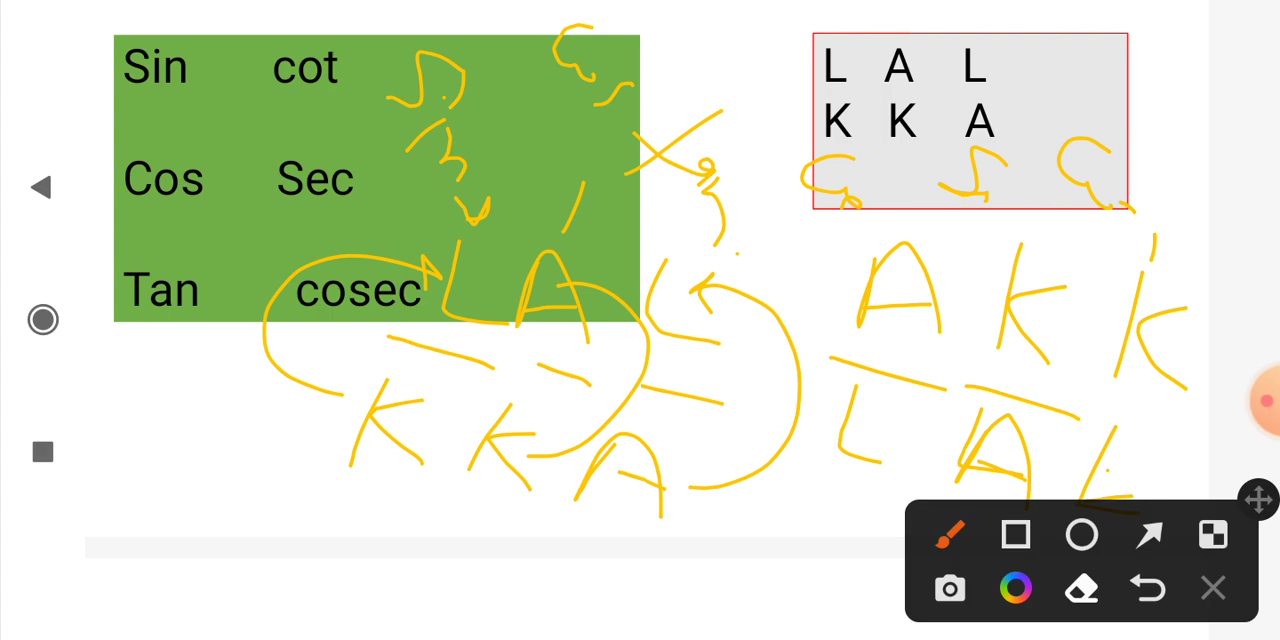 Sin cot
Cos Sec
Tan cosec
L A L
K K A
L A L
K K A
A K K
L A